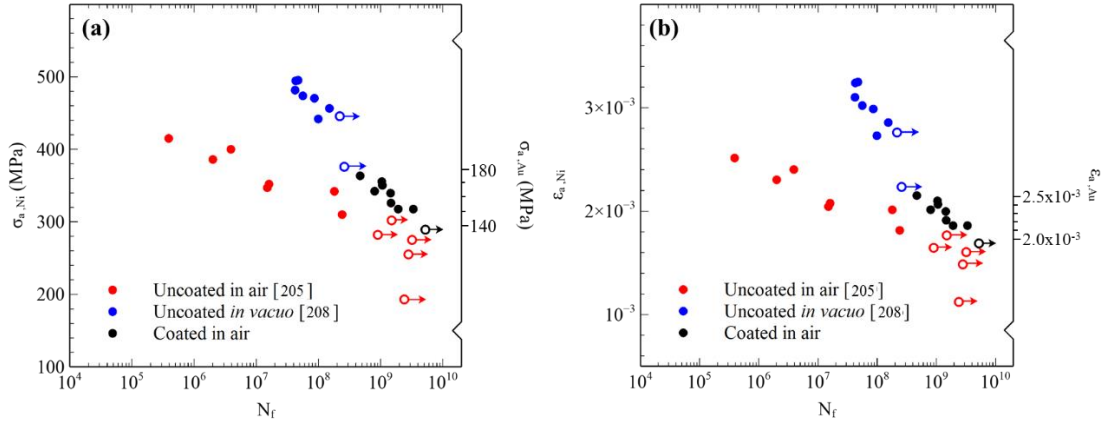 (a)
500
400
300
200
100
σa,Ni (MPa)
180
140
σa,Au (MPa)
Uncoated in air [205]
Uncoated in vacuo [208]
Coated in air
10^4 10^5 10^6 10^7 10^8 10^9 10^10
Nf
(b)
3×10^-3
2×10^-3
10^-3
εa,Ni
2.5x10^-3
2.0x10^-3
εa,Au
Uncoated in air [205]
Uncoated in vacuo [208]
Coated in air
10^4 10^5 10^6 10^7 10^8 10^9 10^10
Nf